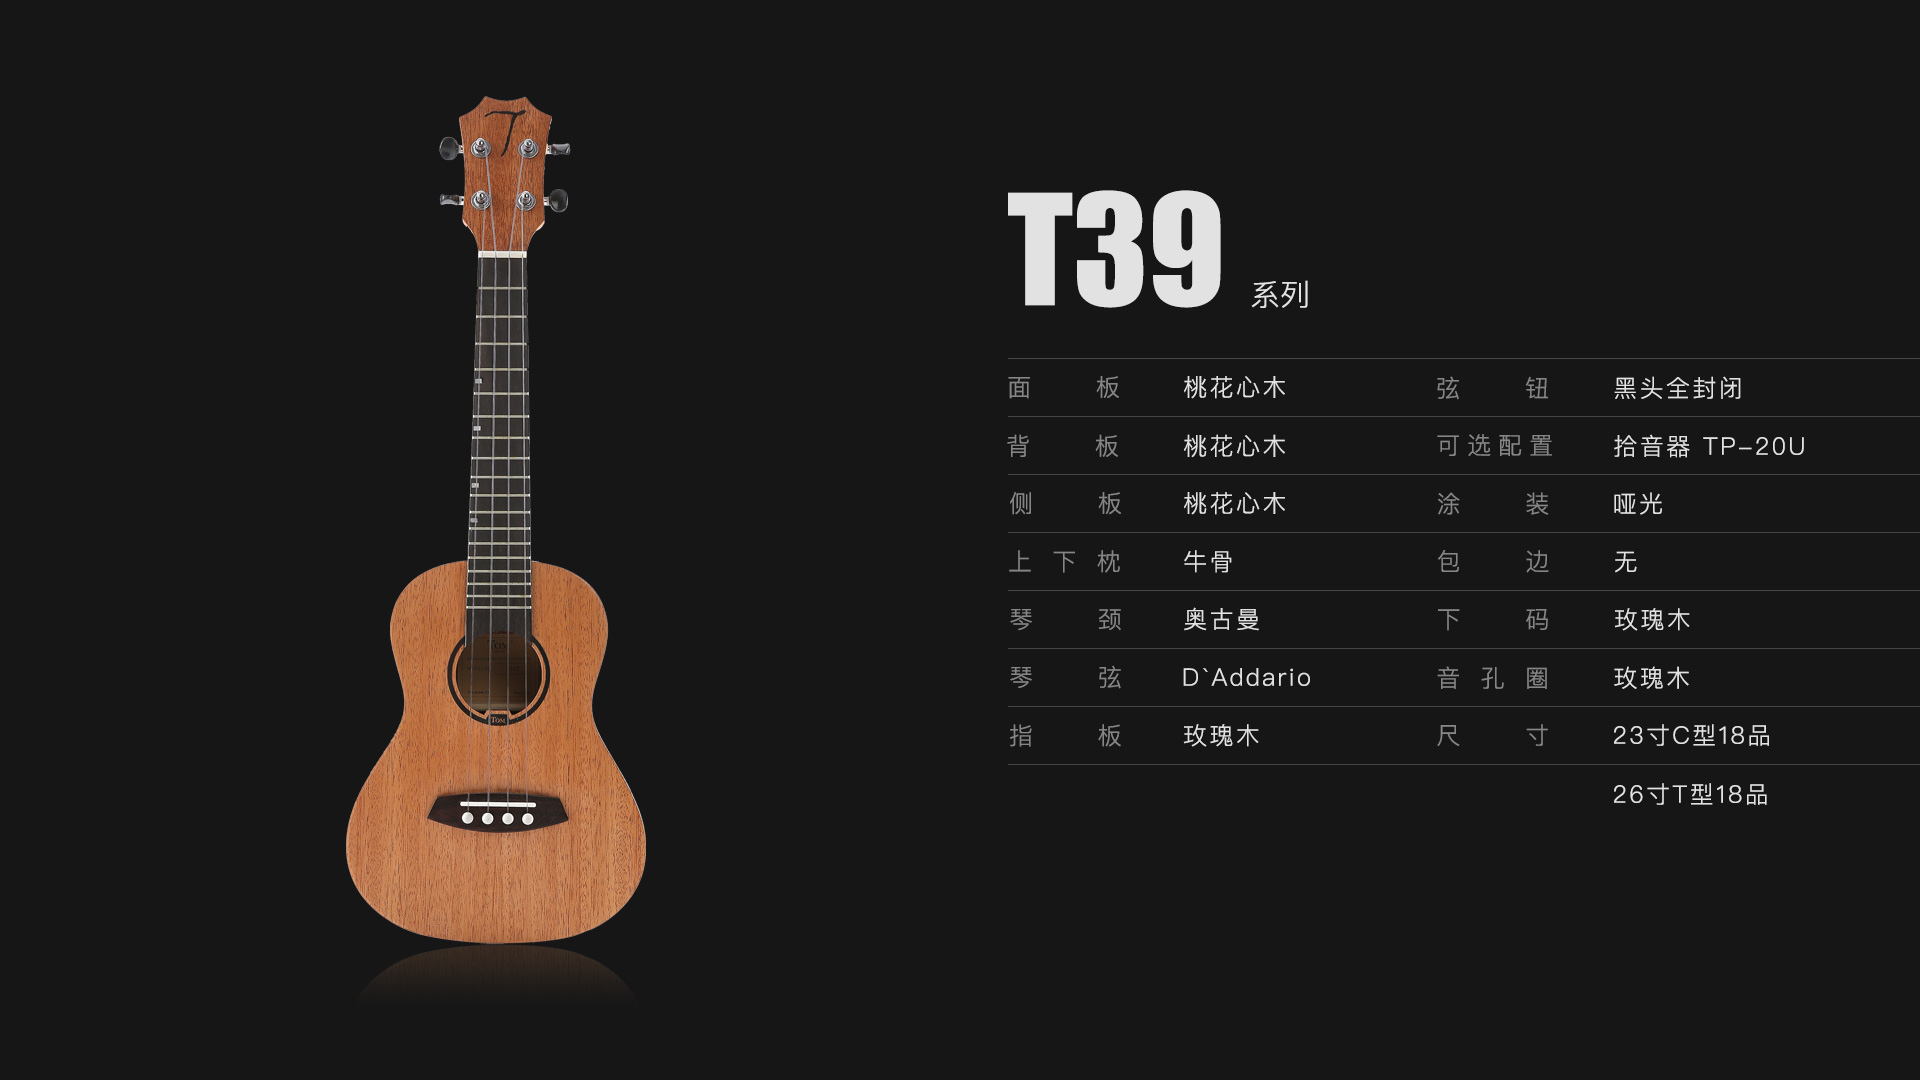 T39 系列
面板 桃花心木 弦钮 黑头全封闭
背板 桃花心木 可选配置 拾音器 TP-20U
侧板 桃花心木 涂装 哑光
上下枕 牛骨 包边 无
琴颈 奥古曼 下码 玫瑰木
琴弦 D`Addario 音孔圈 玫瑰木
指板 玫瑰木 尺寸 23寸C型18品
26寸T型18品
T
TOM